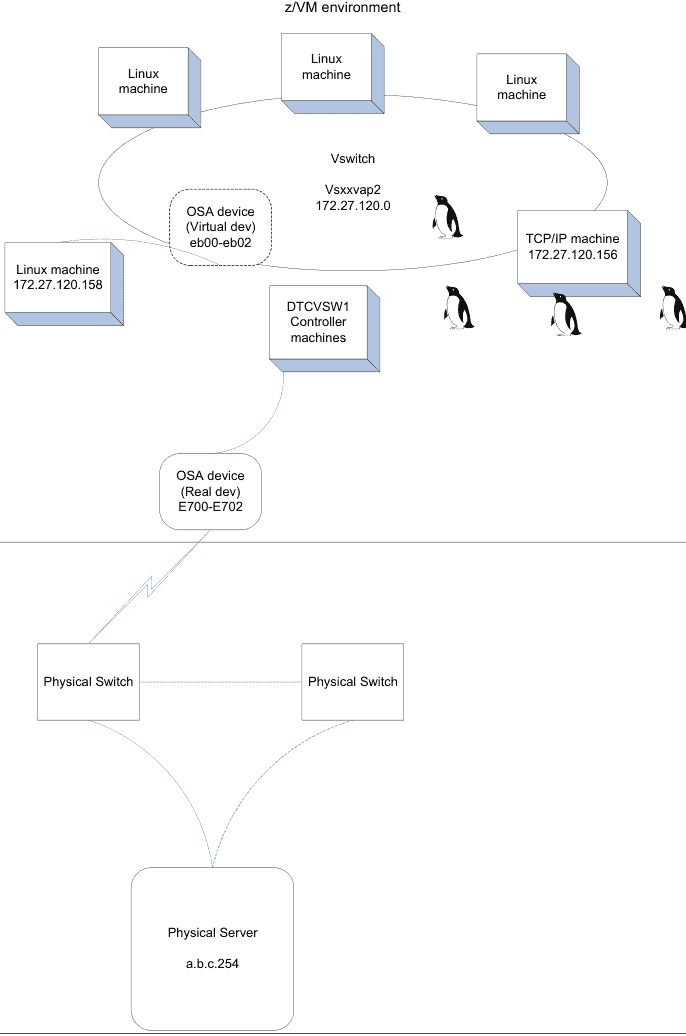 z/VM environment
Linux
machine
Linux
machine
Linux
machine
Vswitch
Vsxxvap2
172.27.120.0
OSA device
(Virtual dev)
eb00-eb02
TCP/IP machine
172.27.120.156
Linux machine
172.27.120.158
DTCVSW1
Controller
machines
OSA device
(Real dev)
E700-E702
Physical Switch
Physical Switch
Physical Server
a.b.c.254